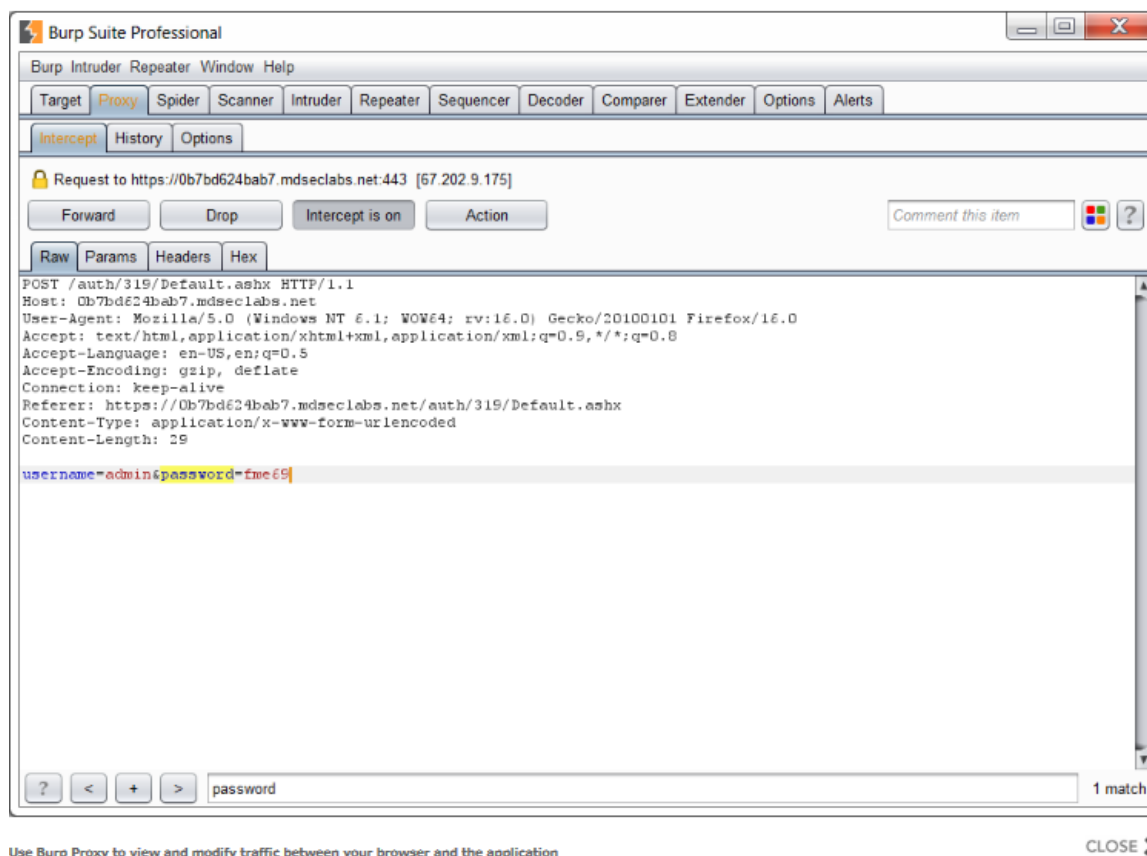 Burp Suite Professional
Burp Intruder Repeater Window Help
Target Proxy Spider Scanner Intruder Repeater Sequencer Decoder Comparer Extender Options Alerts
Intercept History Options
Request to https://0b7bd624bab7.mdseclabs.net:443 [67.202.9.175]
Forward Drop Intercept is on Action Comment this item ?
Raw Params Headers Hex
POST /auth/319/Default.ashx HTTP/1.1
Host: 0b7bd624bab7.mdseclabs.net
User-Agent: Mozilla/5.0 (Windows NT 6.1; WOW64; rv:16.0) Gecko/20100101 Firefox/16.0
Accept: text/html,application/xhtml+xml,application/xml;q=0.9,*/*;q=0.8
Accept-Language: en-US,en;q=0.5
Accept-Encoding: gzip, deflate
Connection: keep-alive
Referer: https://0b7bd624bab7.mdseclabs.net/auth/319/Default.ashx
Content-Type: application/x-www-form-urlencoded
Content-Length: 29
username=admin&password=fme69
? < + > password 1 match
Use Burp Proxy to view and modify traffic between your browser and the application
CLOSE